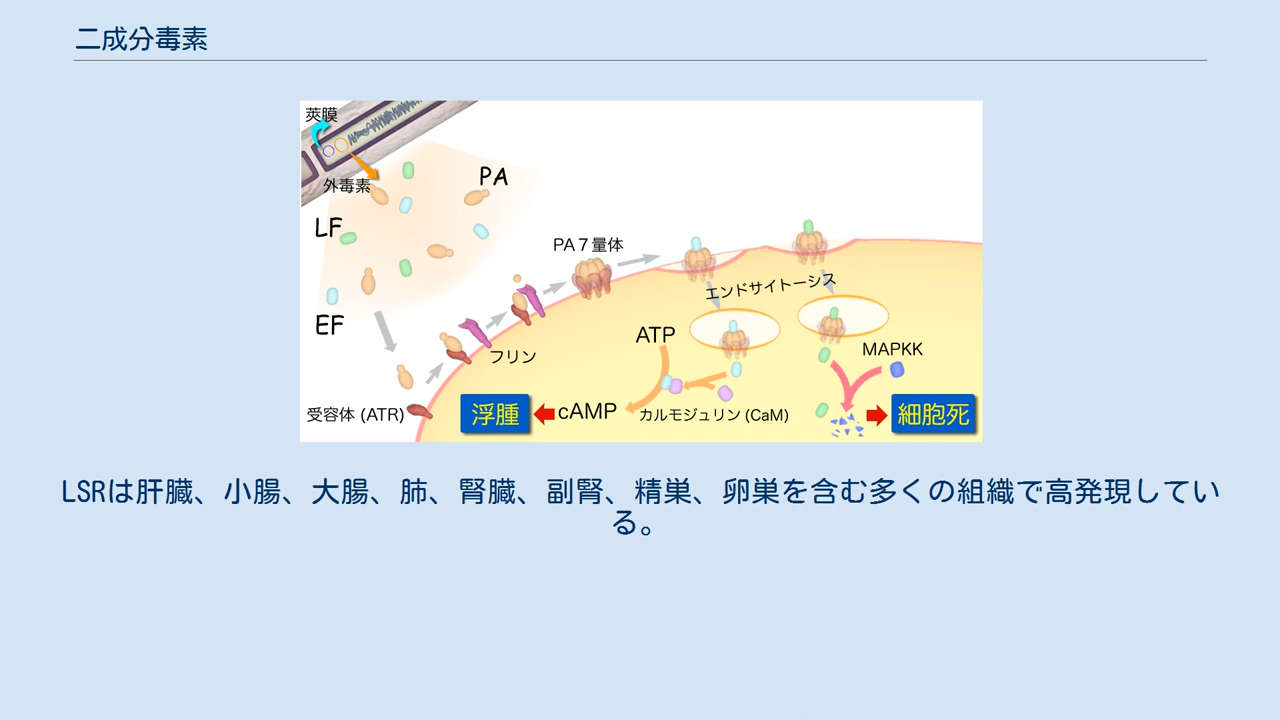 二成分毒素
莢膜
外毒素
PA
LF
EF
PA７量体
エンドサイトーシス
ATP
MAPKK
フリン
受容体 (ATR)
浮腫
cAMP
カルモジュリン (CaM)
細胞死
LSRは肝臓、小腸、大腸、肺、腎臓、副腎、精巣、卵巣を含む多くの組織で高発現してい
る。